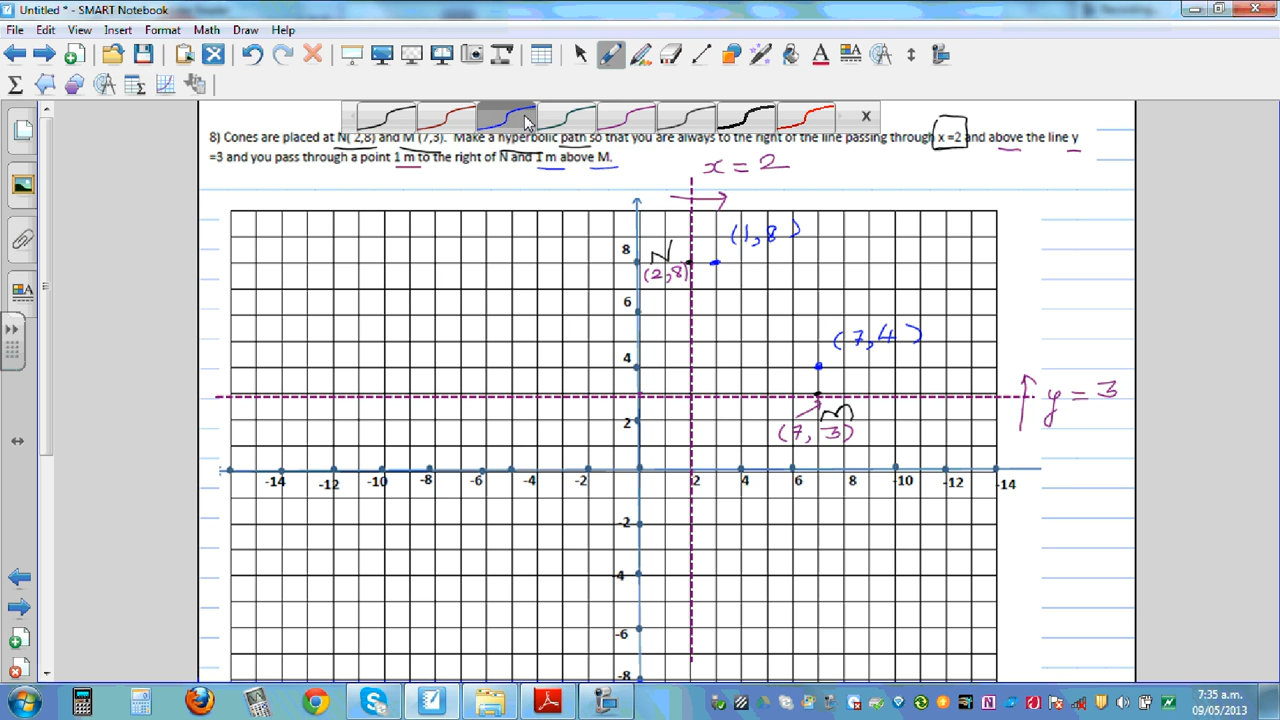 Untitled * - SMART Notebook
File Edit View Insert Format Math Draw Help
8) Cones are placed at N( 2,8) and M (7,3). Make a hyperbolic path so that you are always to the right of the line passing through x =2 and above the line y
=3 and you pass through a point 1 m to the right of N and 1 m above M.
x = 2
(1,8)
8 N
(2,8)
6
(7,4)
4
y = 3
M
2 (7, 3)
-14 -12 -10 -8 -6 -4 -2 2 4 6 8 -10 -12 -14
-2
-4
-6
-8
7:35 a.m.
09/05/2013